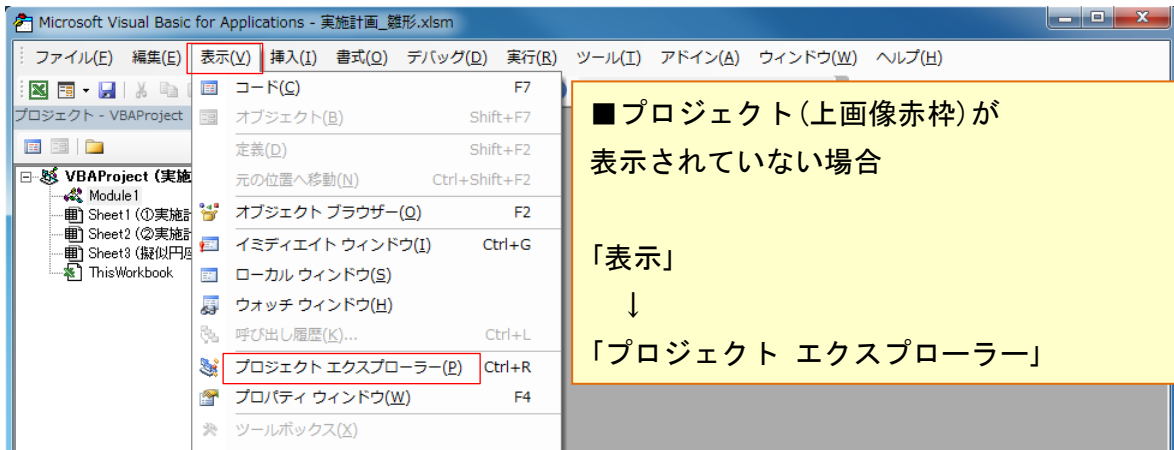 Microsoft Visual Basic for Applications - 実施計画_雛形.xlsm
ファイル(F) 編集(E) 表示(V) 挿入(I) 書式(O) デバッグ(D) 実行(R) ツール(T) アドイン(A) ウィンドウ(W) ヘルプ(H)
プロジェクト - VBAProject
VBAProject (実施
Module1
Sheet1 (①実施計
Sheet2 (②実施計
Sheet3 (擬似円座
ThisWorkbook
コード(C) F7
オブジェクト(B) Shift+F7
定義(D) Shift+F2
元の位置へ移動(N) Ctrl+Shift+F2
オブジェクト ブラウザー(O) F2
イミディエイト ウィンドウ(I) Ctrl+G
ローカル ウィンドウ(S)
ウォッチ ウィンドウ(H)
呼び出し履歴(K)... Ctrl+L
プロジェクト エクスプローラー(P) Ctrl+R
プロパティ ウィンドウ(W) F4
ツールボックス(X)
■プロジェクト(上画像赤枠)が
表示されていない場合
「表示」
↓
「プロジェクト エクスプローラー」